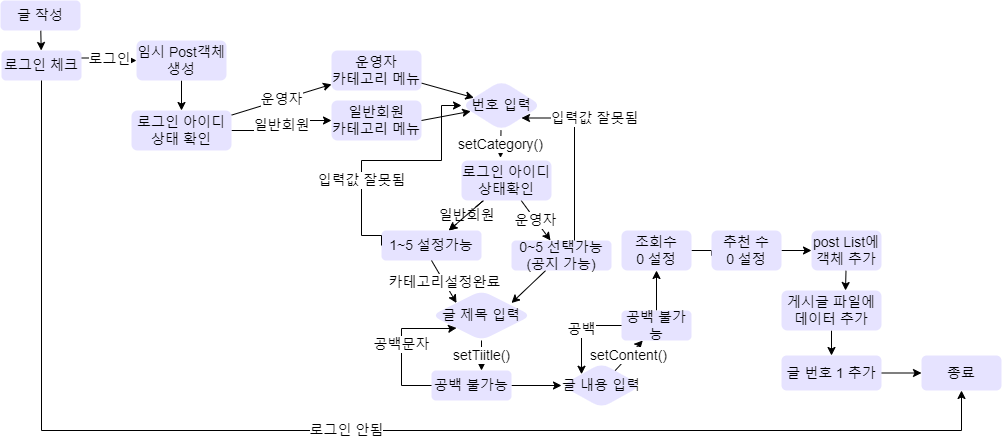 글 작성
로그인 체크
로그인
임시 Post객체
생성
로그인 아이디
상태 확인
운영자
일반회원
운영자
카테고리 메뉴
일반회원
카테고리 메뉴
번호 입력
입력값 잘못됨
setCategory()
로그인 아이디
상태확인
입력값 잘못됨
일반회원
운영자
1~5 설정가능
0~5 선택가능
(공지 가능)
카테고리설정완료
글 제목 입력
공백문자
setTiitle()
공백 불가능
글 내용 입력
setContent()
공백
공백 불가
능
조회수
0 설정
추천 수
0 설정
post List에
객체 추가
게시글 파일에
데이터 추가
글 번호 1 추가
종료
로그인 안됨